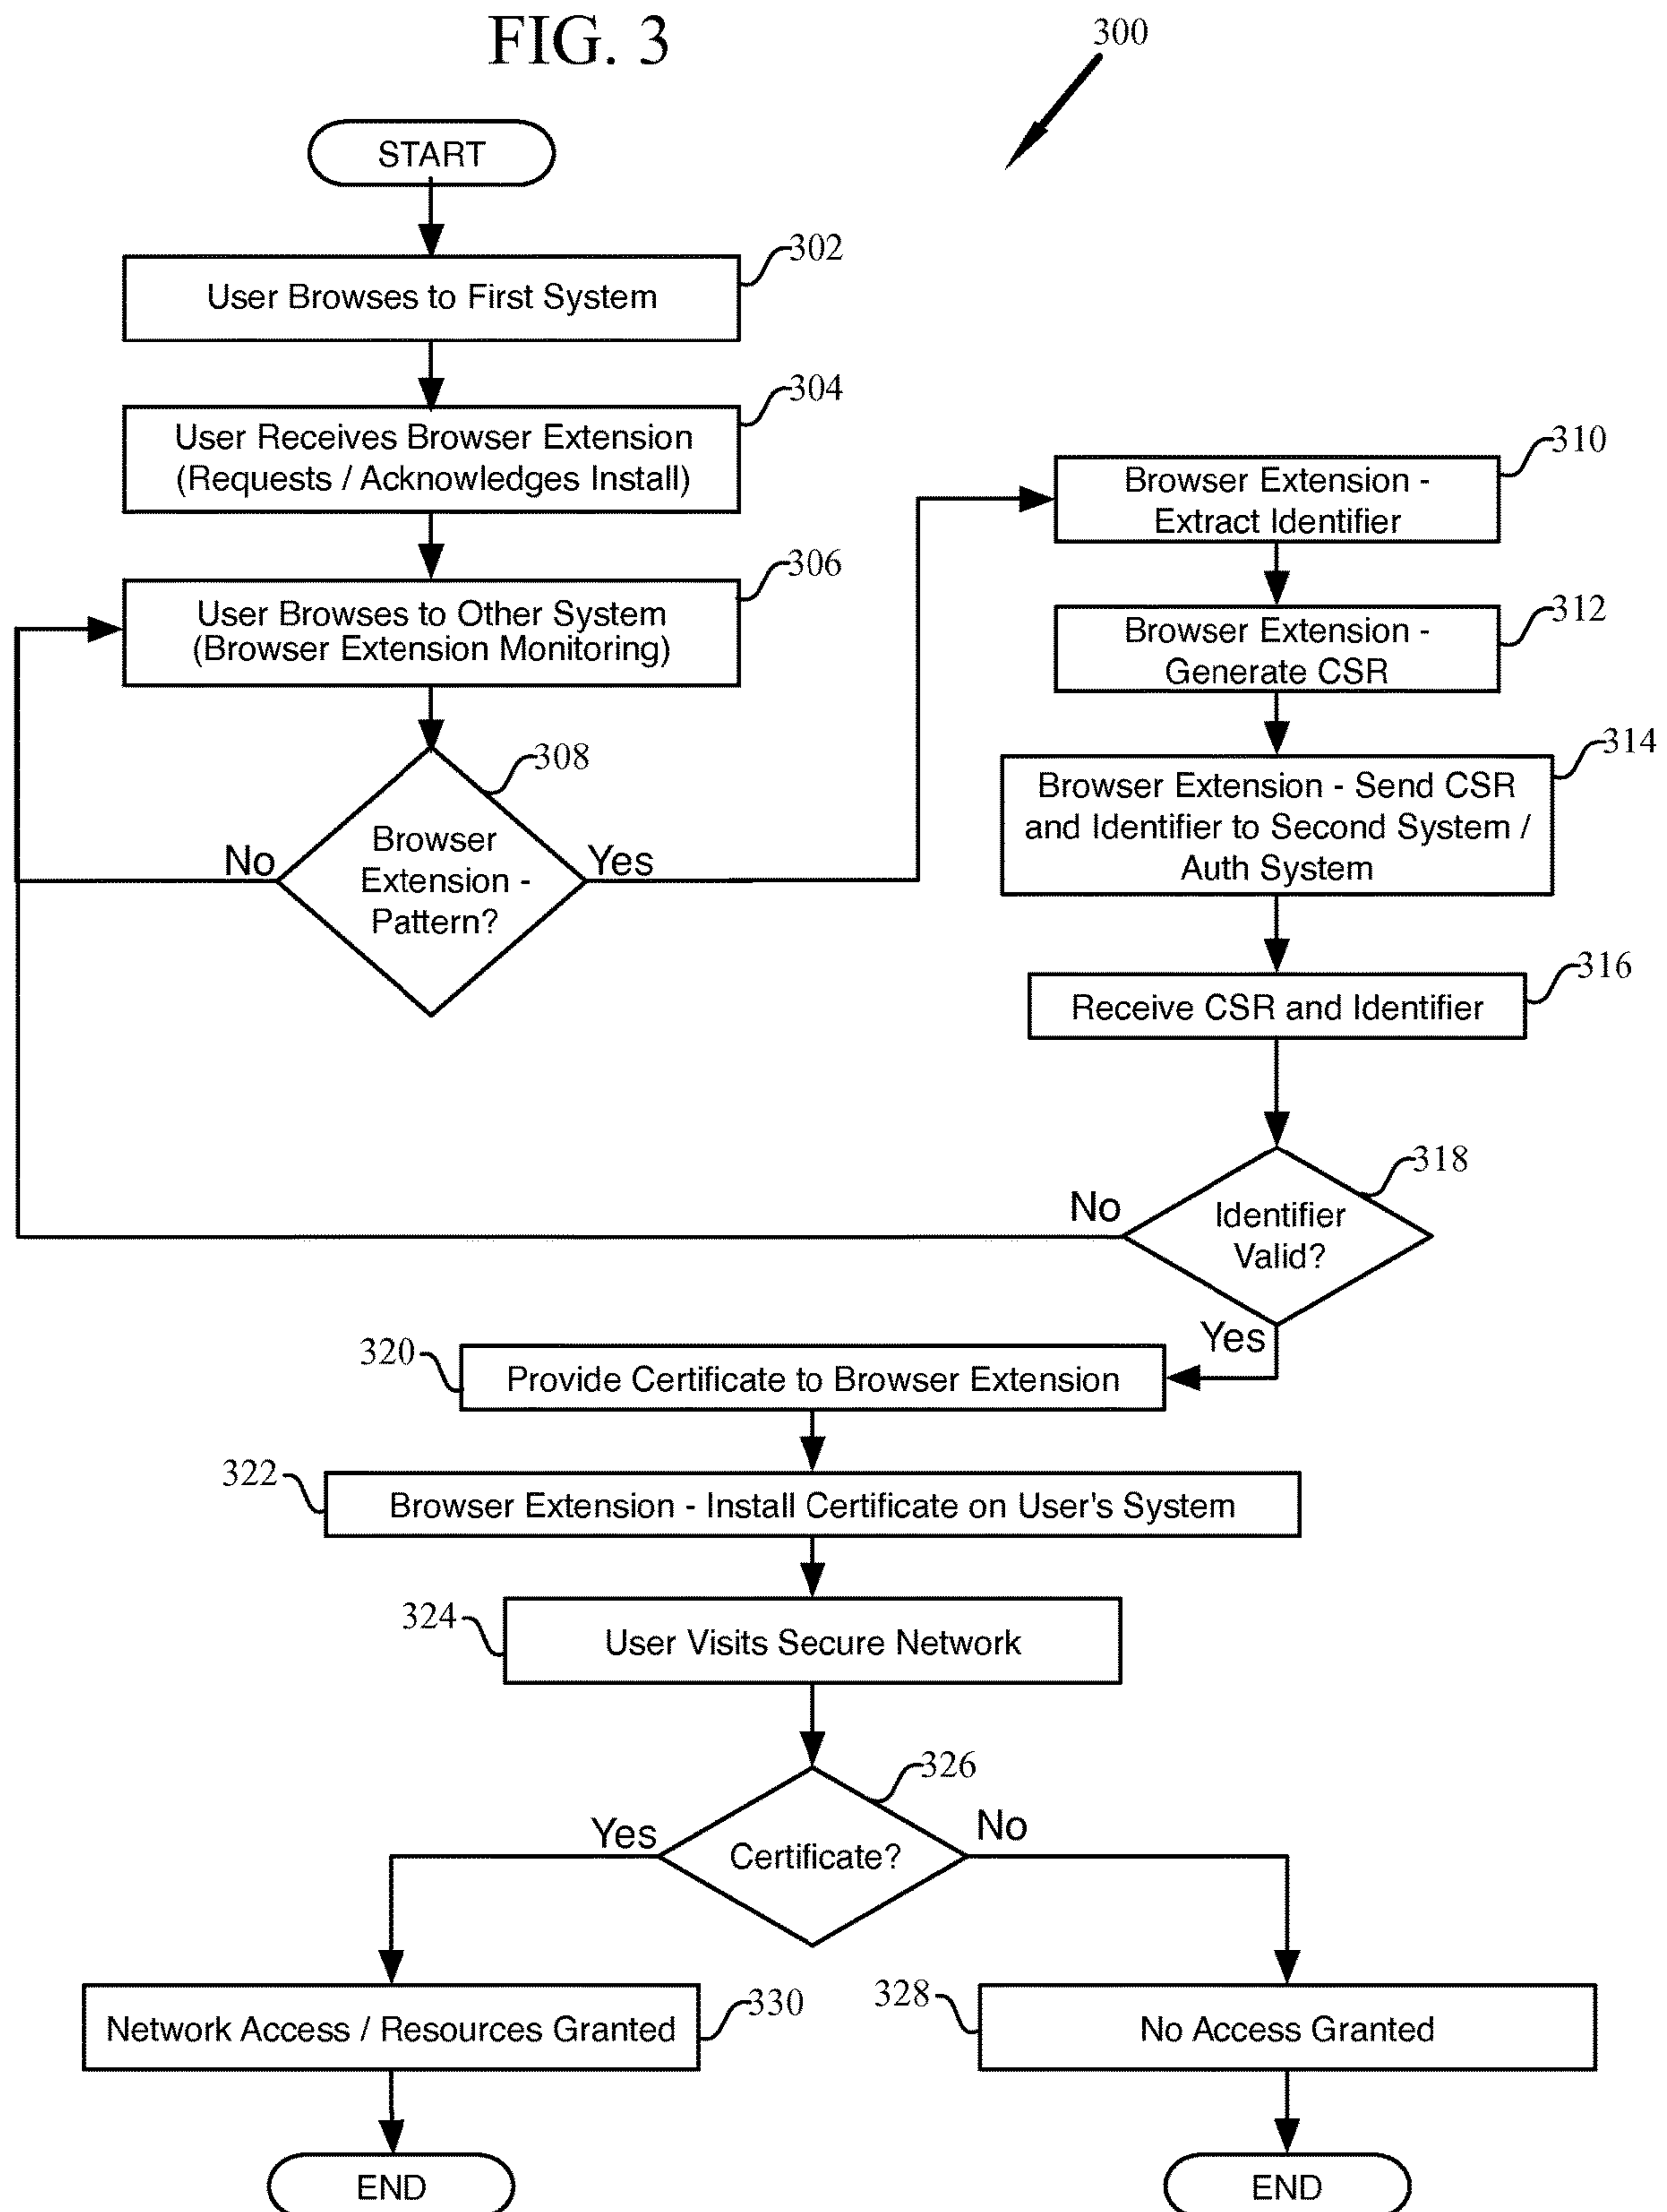 FIG. 3
300
START
302
User Browses to First System
304
User Receives Browser Extension
(Requests / Acknowledges Install)
306
User Browses to Other System
(Browser Extension Monitoring)
308
Browser
Extension -
Pattern?
No
Yes
310
Browser Extension -
Extract Identifier
312
Browser Extension -
Generate CSR
314
Browser Extension - Send CSR
and Identifier to Second System /
Auth System
316
Receive CSR and Identifier
318
Identifier
Valid?
No
Yes
320
Provide Certificate to Browser Extension
322
Browser Extension - Install Certificate on User's System
324
User Visits Secure Network
326
Certificate?
Yes
No
330
Network Access / Resources Granted
328
No Access Granted
END
END